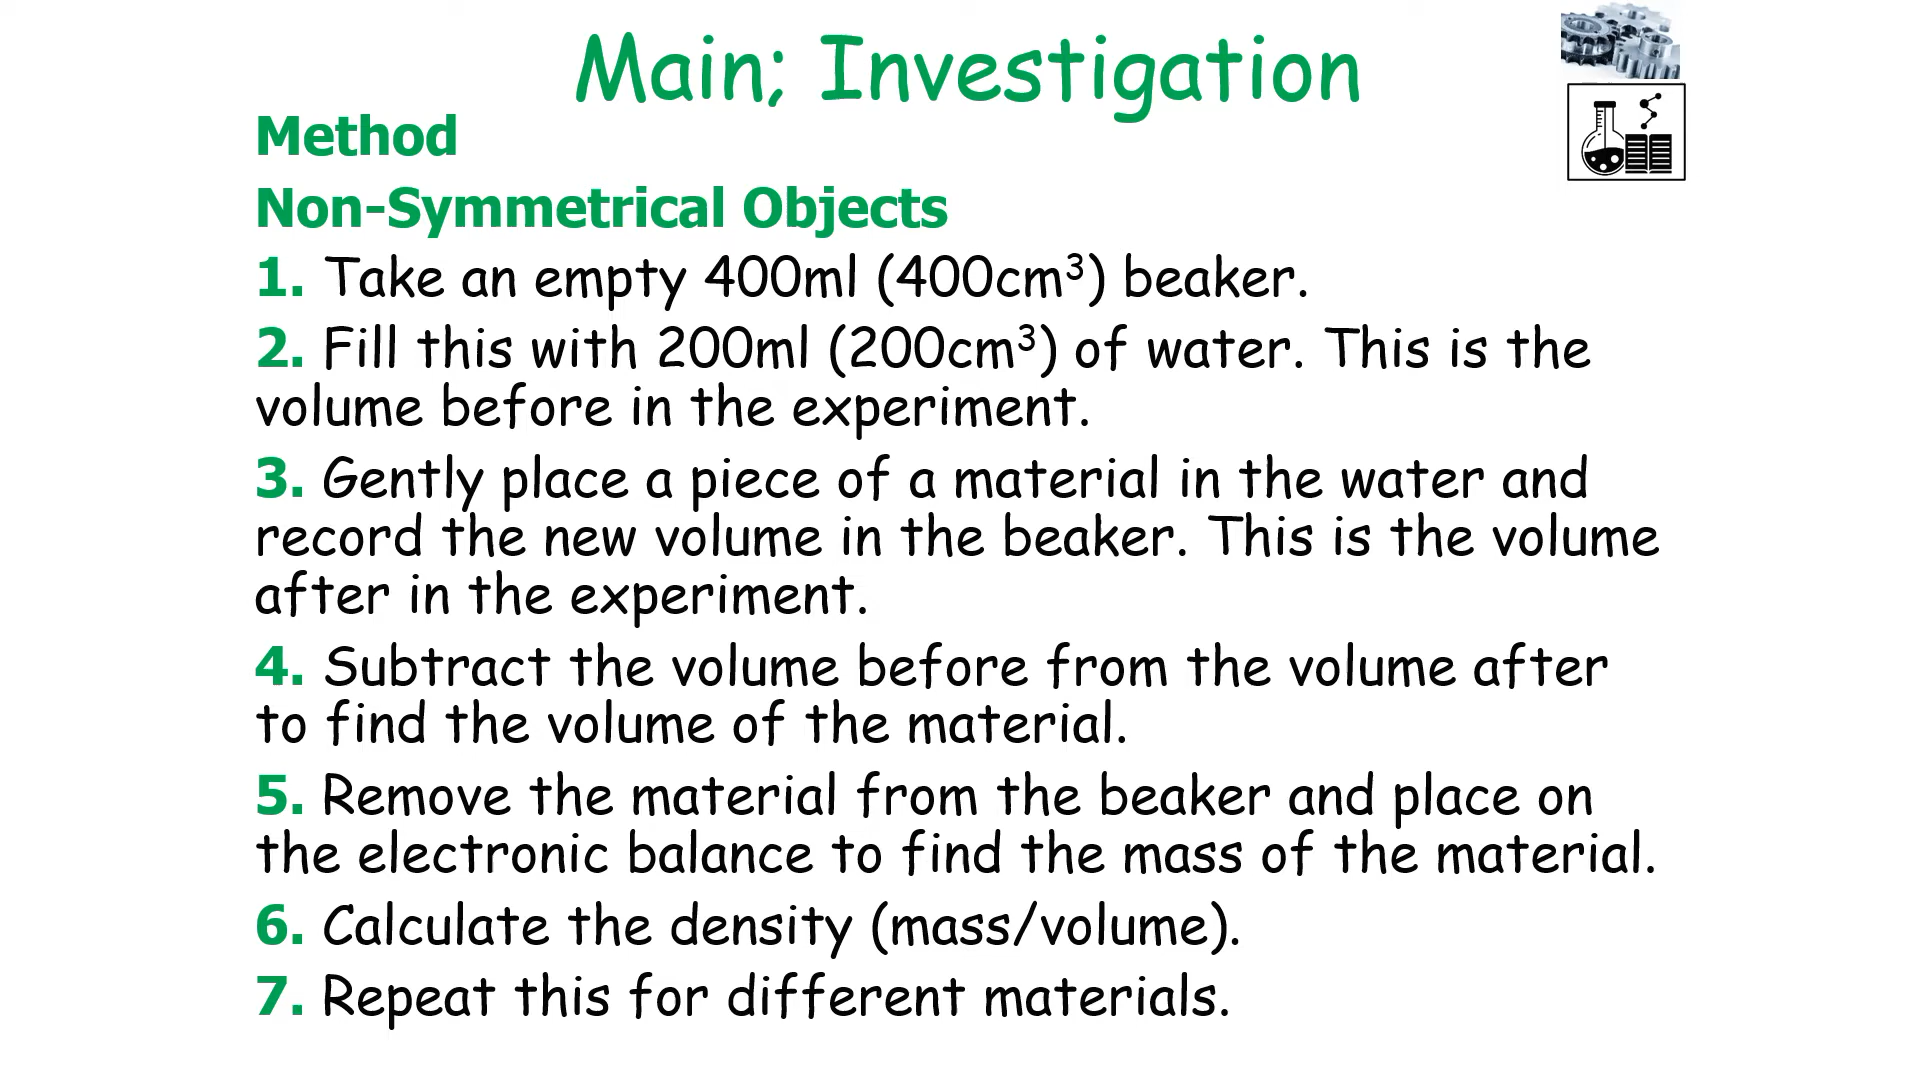 Main; Investigation
Method
Non-Symmetrical Objects
1. Take an empty 400ml (400cm³) beaker.
2. Fill this with 200ml (200cm³) of water. This is the
volume before in the experiment.
3. Gently place a piece of a material in the water and
record the new volume in the beaker. This is the volume
after in the experiment.
4. Subtract the volume before from the volume after
to find the volume of the material.
5. Remove the material from the beaker and place on
the electronic balance to find the mass of the material.
6. Calculate the density (mass/volume).
7. Repeat this for different materials.